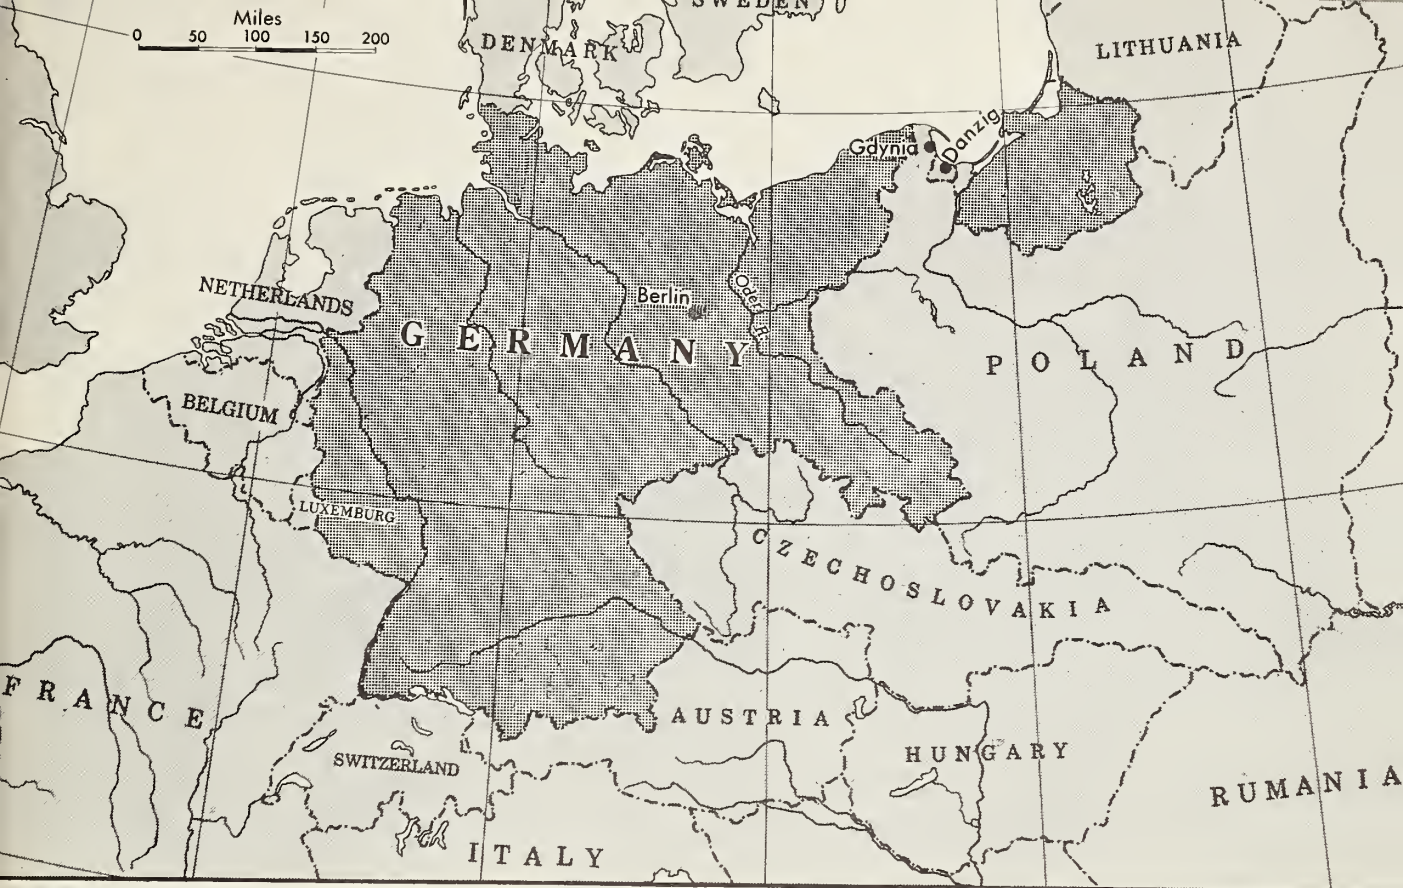 SWEDEN
Miles
0 50 100 150 200
DENMARK
LITHUANIA
Gdynia
Danzig
NETHERLANDS
Berlin
Oder R.
GERMANY
POLAND
BELGIUM
LUXEMBURG
CZECHOSLOVAKIA
FRANCE
AUSTRIA
SWITZERLAND
HUNGARY
RUMANIA
ITALY